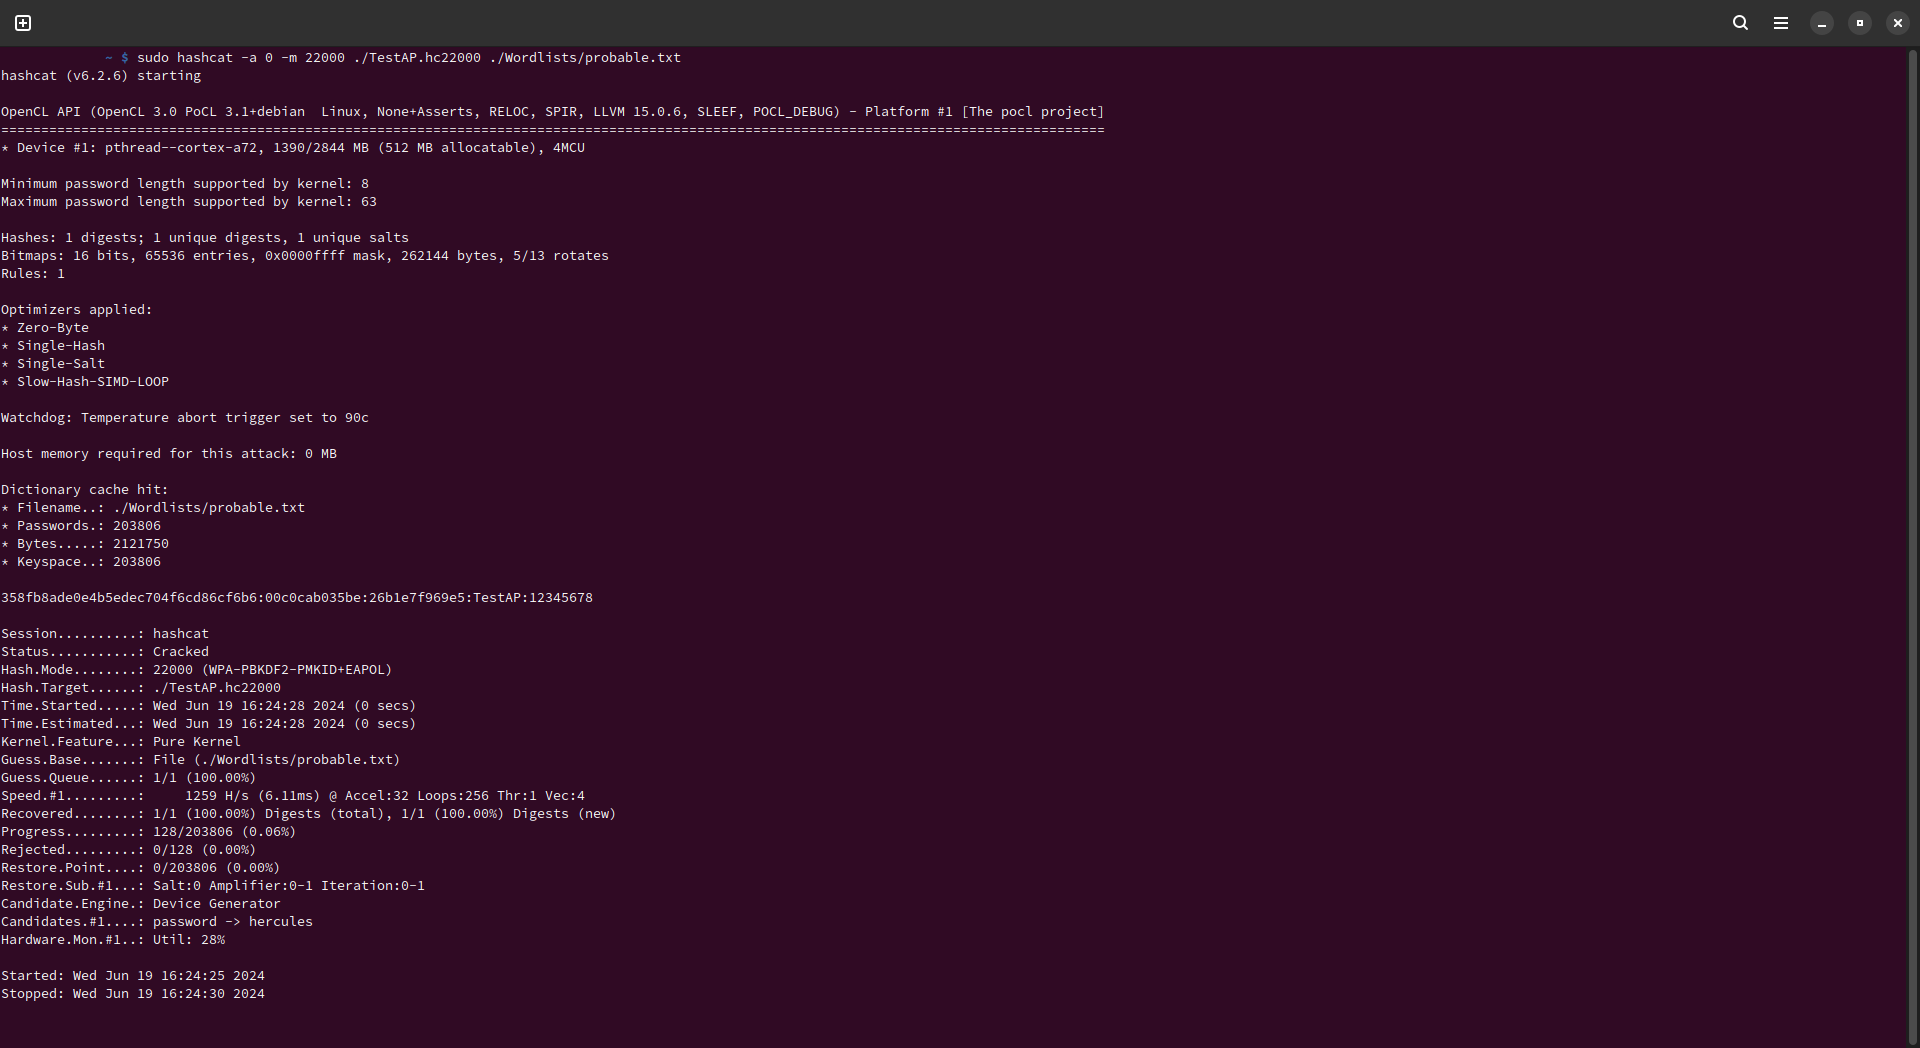 ~ $ sudo hashcat -a 0 -m 22000 ./TestAP.hc22000 ./Wordlists/probable.txt
hashcat (v6.2.6) starting
OpenCL API (OpenCL 3.0 PoCL 3.1+debian  Linux, None+Asserts, RELOC, SPIR, LLVM 15.0.6, SLEEF, POCL_DEBUG) - Platform #1 [The pocl project]
==========================================================================================================================================
* Device #1: pthread--cortex-a72, 1390/2844 MB (512 MB allocatable), 4MCU
Minimum password length supported by kernel: 8
Maximum password length supported by kernel: 63
Hashes: 1 digests; 1 unique digests, 1 unique salts
Bitmaps: 16 bits, 65536 entries, 0x0000ffff mask, 262144 bytes, 5/13 rotates
Rules: 1
Optimizers applied:
* Zero-Byte
* Single-Hash
* Single-Salt
* Slow-Hash-SIMD-LOOP
Watchdog: Temperature abort trigger set to 90c
Host memory required for this attack: 0 MB
Dictionary cache hit:
* Filename..: ./Wordlists/probable.txt
* Passwords.: 203806
* Bytes.....: 2121750
* Keyspace..: 203806
358fb8ade0e4b5edec704f6cd86cf6b6:00c0cab035be:26b1e7f969e5:TestAP:12345678
Session..........: hashcat
Status...........: Cracked
Hash.Mode........: 22000 (WPA-PBKDF2-PMKID+EAPOL)
Hash.Target......: ./TestAP.hc22000
Time.Started.....: Wed Jun 19 16:24:28 2024 (0 secs)
Time.Estimated...: Wed Jun 19 16:24:28 2024 (0 secs)
Kernel.Feature...: Pure Kernel
Guess.Base.......: File (./Wordlists/probable.txt)
Guess.Queue......: 1/1 (100.00%)
Speed.#1.........:     1259 H/s (6.11ms) @ Accel:32 Loops:256 Thr:1 Vec:4
Recovered........: 1/1 (100.00%) Digests (total), 1/1 (100.00%) Digests (new)
Progress.........: 128/203806 (0.06%)
Rejected.........: 0/128 (0.00%)
Restore.Point....: 0/203806 (0.00%)
Restore.Sub.#1...: Salt:0 Amplifier:0-1 Iteration:0-1
Candidate.Engine.: Device Generator
Candidates.#1....: password -> hercules
Hardware.Mon.#1..: Util: 28%
Started: Wed Jun 19 16:24:25 2024
Stopped: Wed Jun 19 16:24:30 2024